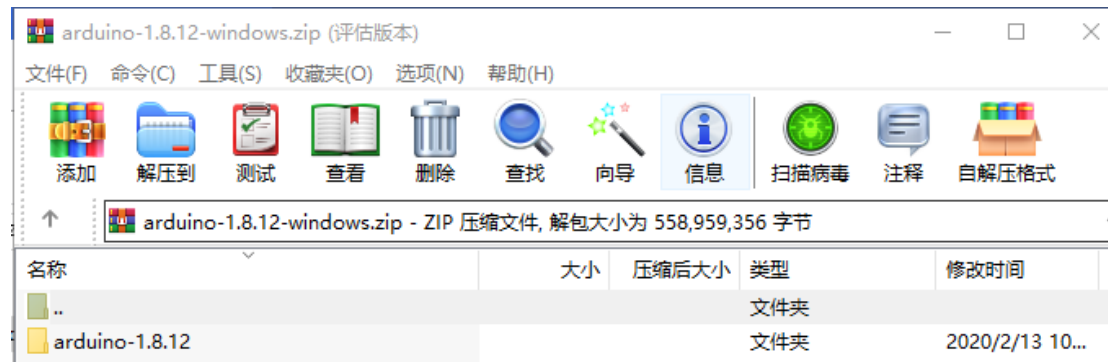 arduino-1.8.12-windows.zip (评估版本)
文件(F) 命令(C) 工具(S) 收藏夹(O) 选项(N) 帮助(H)
添加 解压到 测试 查看 删除 查找 向导 信息 扫描病毒 注释 自解压格式
arduino-1.8.12-windows.zip - ZIP 压缩文件, 解包大小为 558,959,356 字节
名称 大小 压缩后大小 类型 修改时间
.. 文件夹
arduino-1.8.12 文件夹 2020/2/13 10...